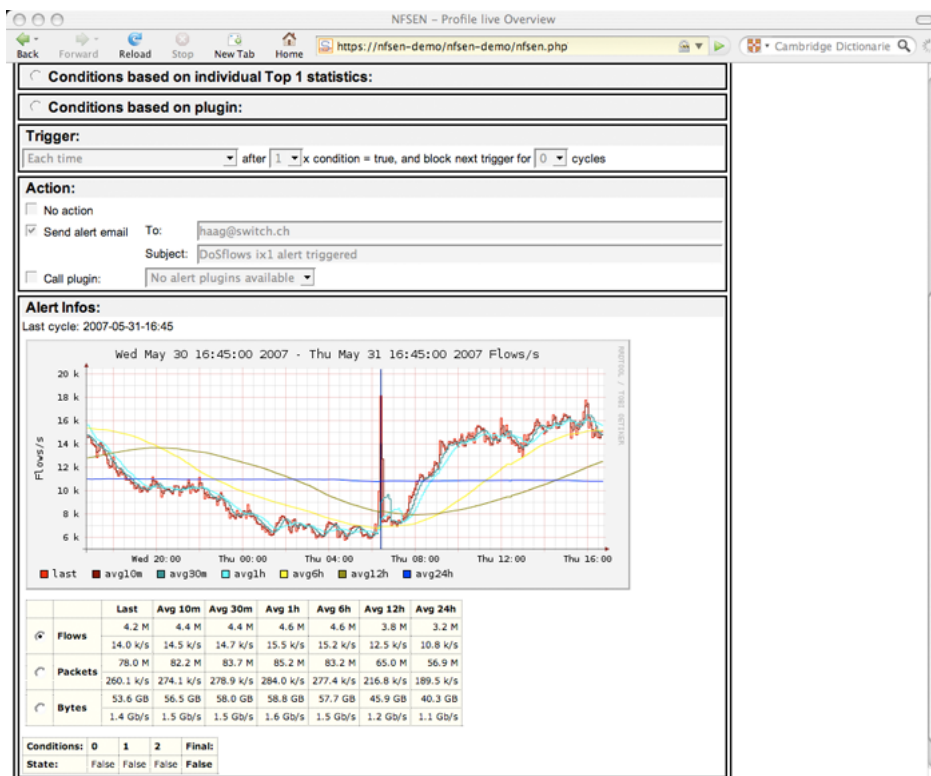 NFSEN – Profile live Overview
Back Forward Reload Stop New Tab Home https://nfsen-demo/nfsen-demo/nfsen.php Cambridge Dictionarie
Conditions based on individual Top 1 statistics:
Conditions based on plugin:
Trigger:
Each time after 1 x condition = true, and block next trigger for 0 cycles
Action:
No action
Send alert email To: haag@switch.ch
Subject: DoSflows ix1 alert triggered
Call plugin: No alert plugins available
Alert Infos:
Last cycle: 2007-05-31-16:45
Wed May 30 16:45:00 2007 - Thu May 31 16:45:00 2007 Flows/s
RRDTOOL / TOBI OETIKER
Flows/s
20 k
18 k
16 k
14 k
12 k
10 k
8 k
6 k
Wed 20:00 Thu 00:00 Thu 04:00 Thu 08:00 Thu 12:00 Thu 16:00
last avg10m avg30m avg1h avg6h avg12h avg24h
Last Avg 10m Avg 30m Avg 1h Avg 6h Avg 12h Avg 24h
Flows 4.2 M 4.4 M 4.4 M 4.6 M 4.6 M 3.8 M 3.2 M
14.0 k/s 14.5 k/s 14.7 k/s 15.5 k/s 15.2 k/s 12.5 k/s 10.8 k/s
Packets 78.0 M 82.2 M 83.7 M 85.2 M 83.2 M 65.0 M 56.9 M
260.1 k/s 274.1 k/s 278.9 k/s 284.0 k/s 277.4 k/s 216.8 k/s 189.5 k/s
Bytes 53.6 GB 56.5 GB 58.0 GB 58.8 GB 57.7 GB 45.9 GB 40.3 GB
1.4 Gb/s 1.5 Gb/s 1.5 Gb/s 1.6 Gb/s 1.5 Gb/s 1.2 Gb/s 1.1 Gb/s
Conditions: 0 1 2 Final:
State: False False False False